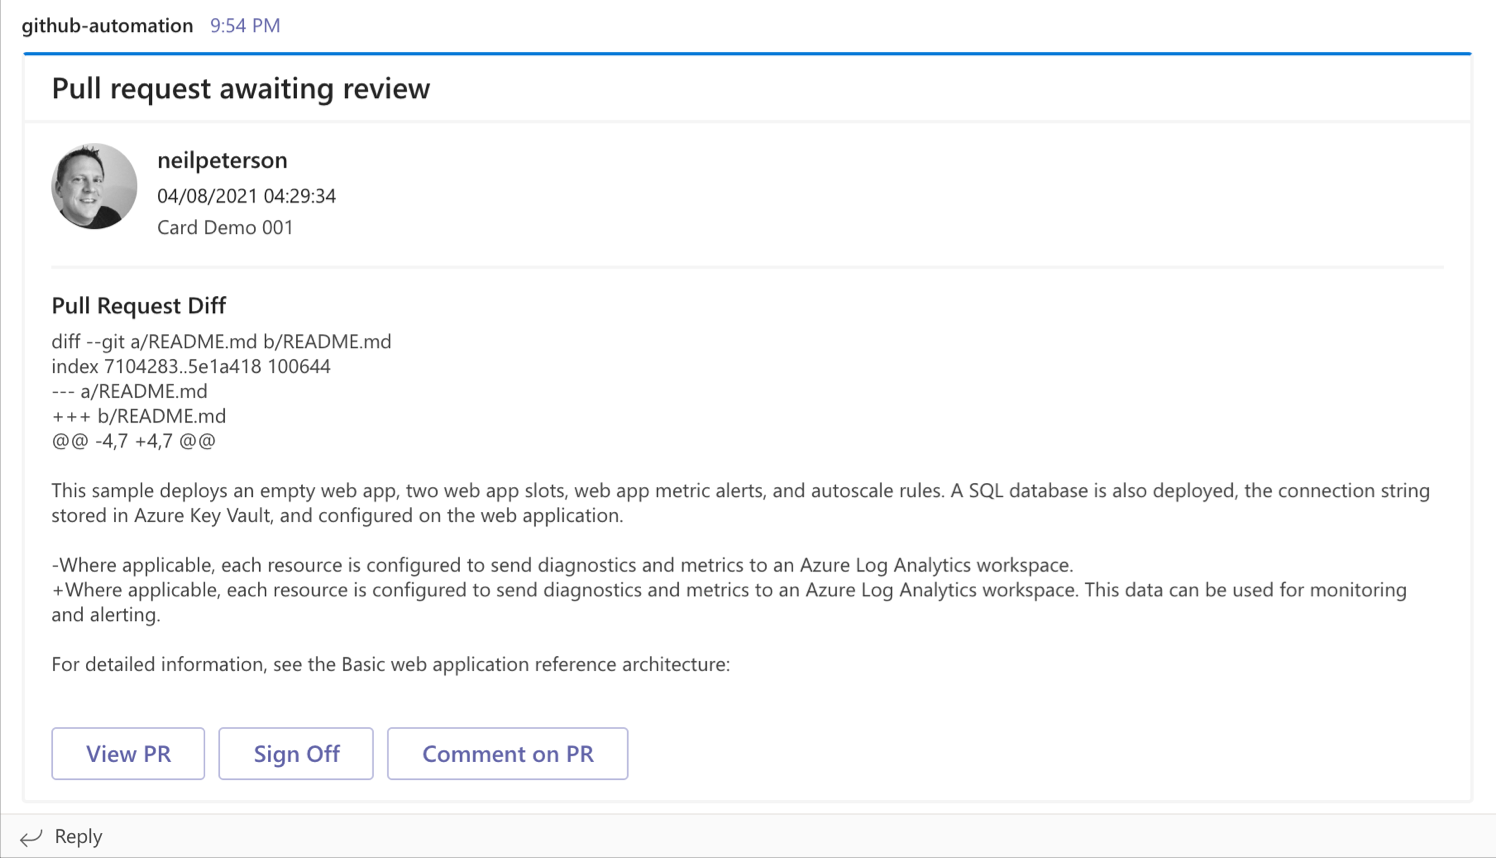 github-automation 9:54 PM
Pull request awaiting review
neilpeterson
04/08/2021 04:29:34
Card Demo 001
Pull Request Diff
diff --git a/README.md b/README.md
index 7104283..5e1a418 100644
--- a/README.md
+++ b/README.md
@@ -4,7 +4,7 @@
This sample deploys an empty web app, two web app slots, web app metric alerts, and autoscale rules. A SQL database is also deployed, the connection string
stored in Azure Key Vault, and configured on the web application.
-Where applicable, each resource is configured to send diagnostics and metrics to an Azure Log Analytics workspace.
+Where applicable, each resource is configured to send diagnostics and metrics to an Azure Log Analytics workspace. This data can be used for monitoring
and alerting.
For detailed information, see the Basic web application reference architecture:
View PR Sign Off Comment on PR
Reply